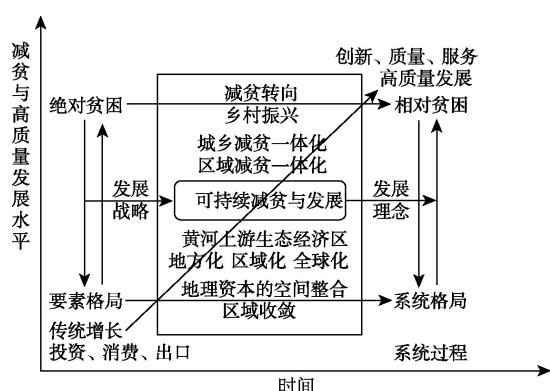 减贫与高质量发展水平
创新、质量、服务
高质量发展
绝对贫困
减贫转向
乡村振兴
相对贫困
城乡减贫一体化
区域减贫一体化
发展
战略
可持续减贫与发展
发展
理念
黄河上游生态经济区
地方化 区域化 全球化
要素格局
地理资本的空间整合
区域收敛
系统格局
传统增长
投资、消费、出口
系统过程
时间